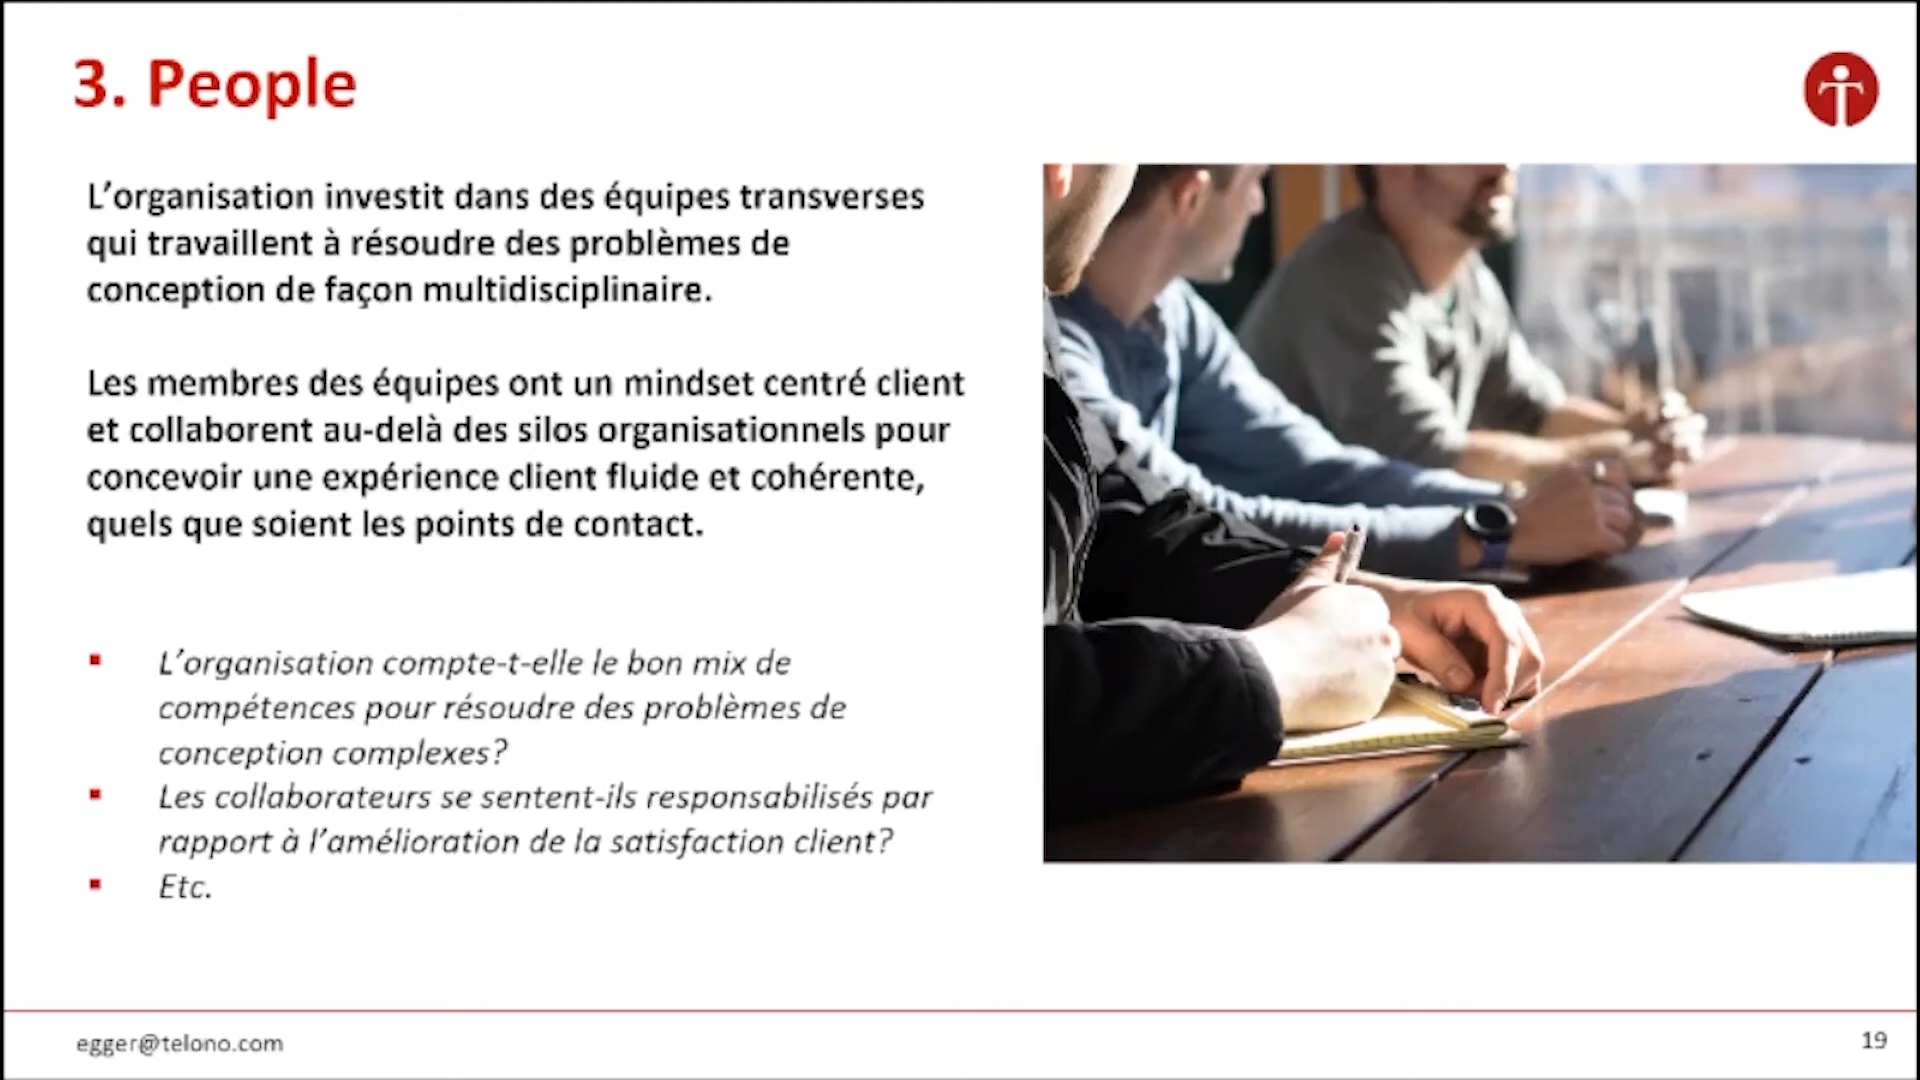 3. People
L’organisation investit dans des équipes transverses
qui travaillent à résoudre des problèmes de
conception de façon multidisciplinaire.
Les membres des équipes ont un mindset centré client
et collaborent au-delà des silos organisationnels pour
concevoir une expérience client fluide et cohérente,
quels que soient les points de contact.
▪ L’organisation compte-t-elle le bon mix de
compétences pour résoudre des problèmes de
conception complexes?
▪ Les collaborateurs se sentent-ils responsabilisés par
rapport à l’amélioration de la satisfaction client?
▪ Etc.
egger@telono.com
19